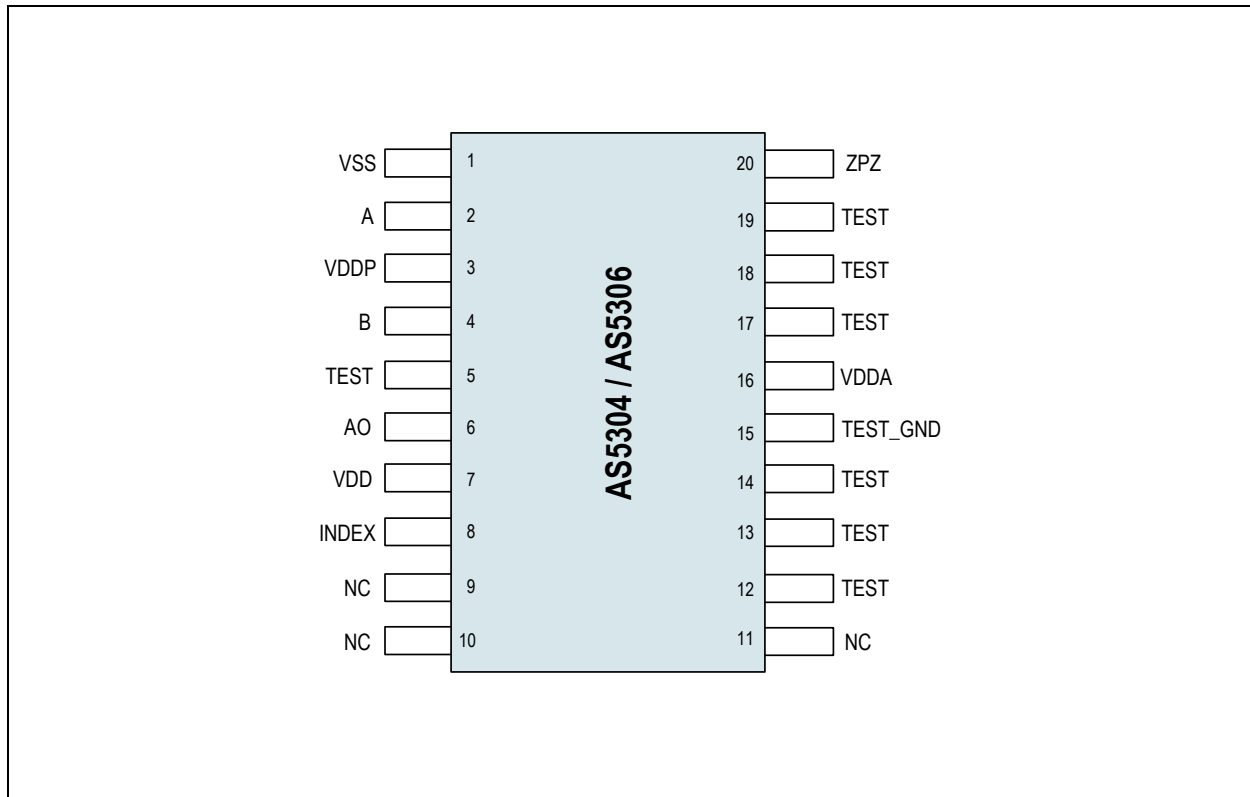 VSS 1 20 ZPZ
A 2 19 TEST
VDDP 3 18 TEST
B 4 17 TEST
TEST 5 16 VDDA
AO 6 15 TEST_GND
VDD 7 14 TEST
INDEX 8 13 TEST
NC 9 12 TEST
NC 10 11 NC
AS5304 / AS5306